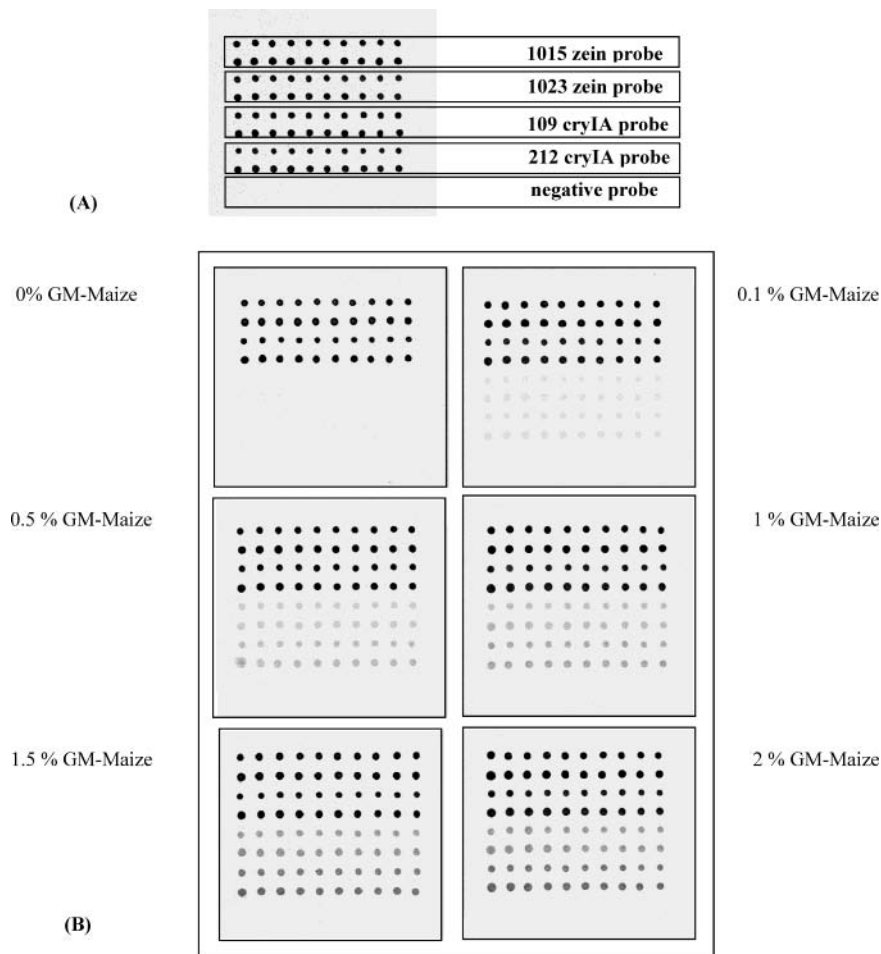 1015 zein probe
1023 zein probe
109 cryIA probe
212 cryIA probe
negative probe
(A)
0% GM-Maize
0.1 % GM-Maize
0.5 % GM-Maize
1 % GM-Maize
1.5 % GM-Maize
2 % GM-Maize
(B)